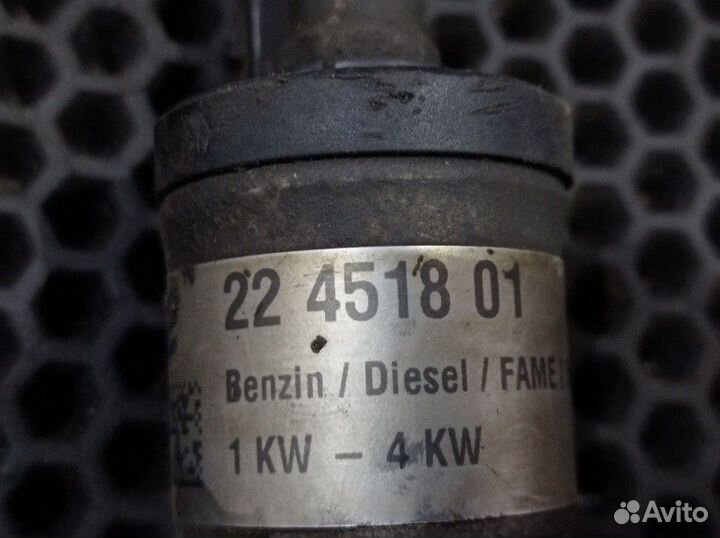 22 4518 01
Benzin / Diesel / FAME /
1 KW – 4 KW
Avito